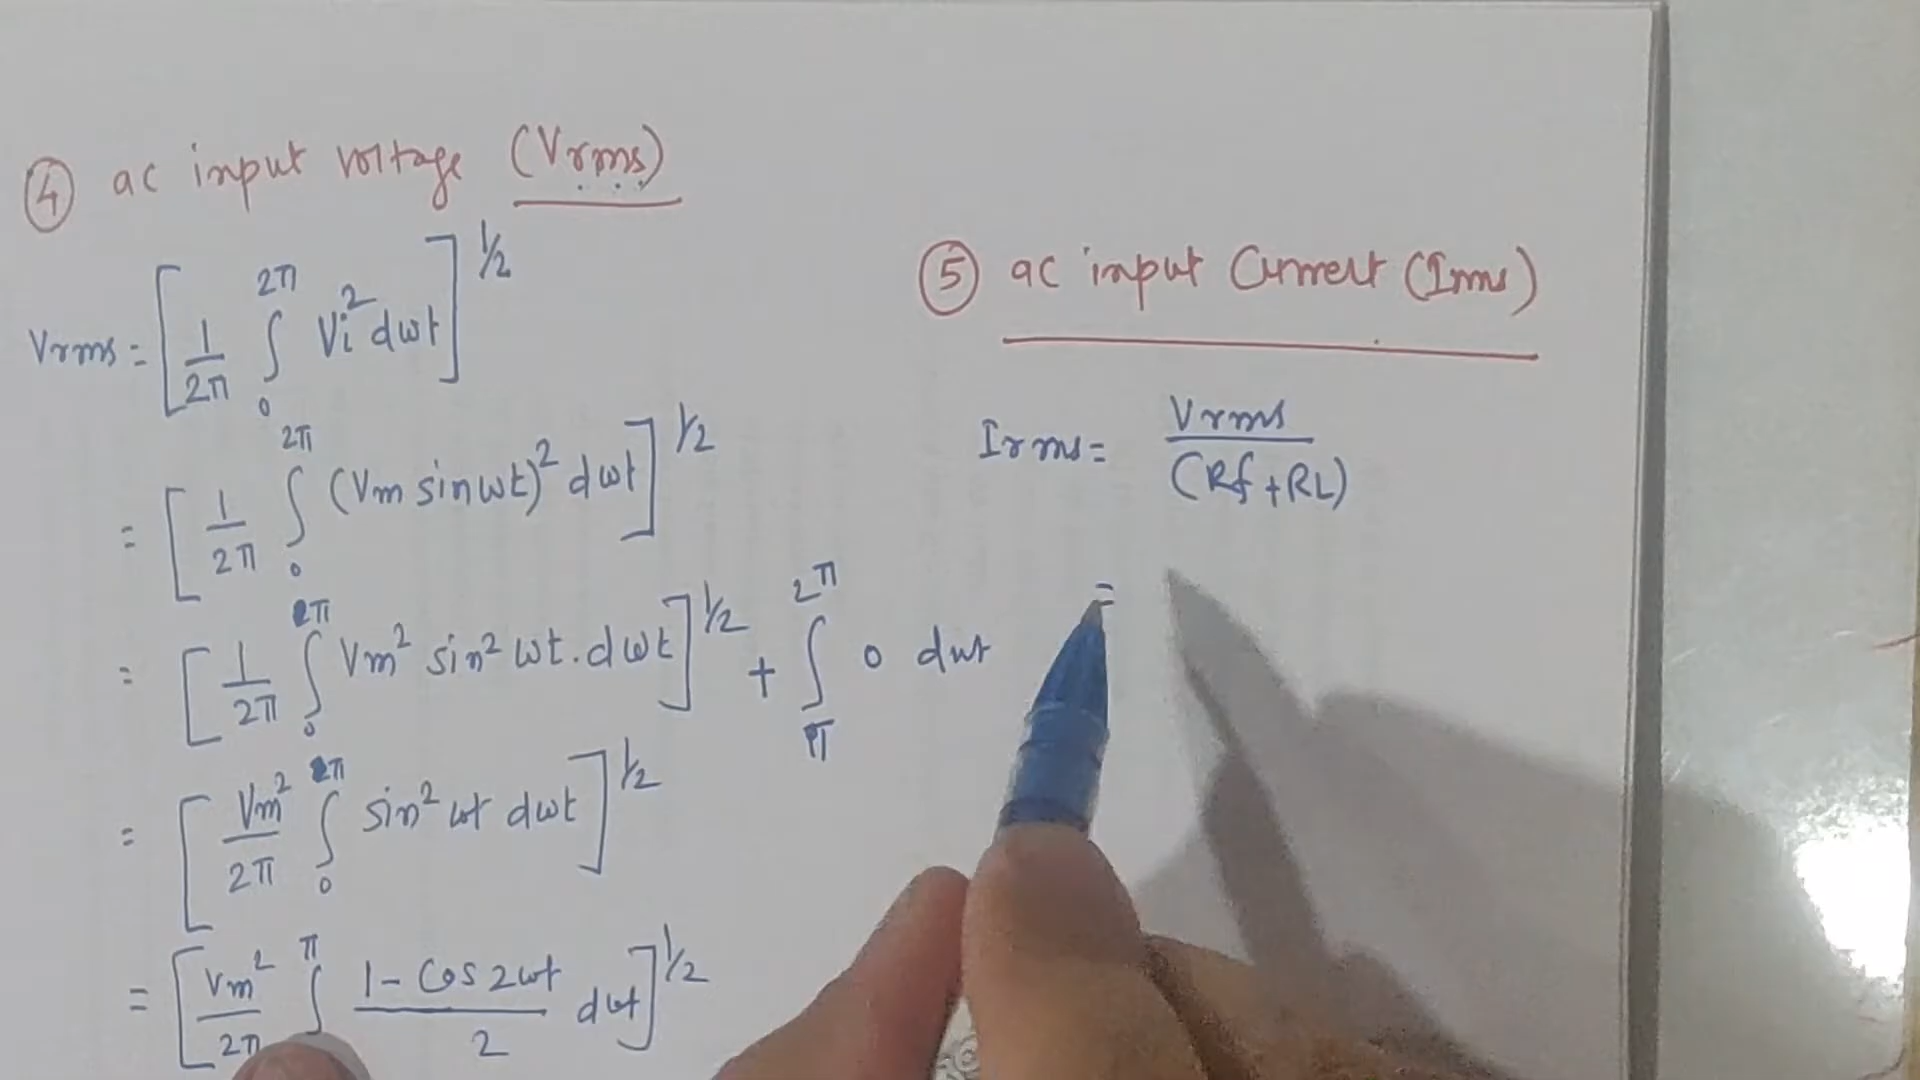 ④ ac input voltage (Vrms)
Vrms = [1/2π ∫₀^2π Vi² dωt]^1/2
= [1/2π ∫₀^2π (Vm sinωt)² dωt]^1/2
= [1/2π ∫₀^π Vm² sin² ωt . dωt]^1/2 + ∫π^2π 0 dωt
= [Vm²/2π ∫₀^π sin² ωt dωt]^1/2
= [Vm²/2π ∫^π 1 - Cos 2ωt/2 dωt]^1/2
⑤ ac input Current (Irms)
Irms = Vrms/(Rf + RL)
=